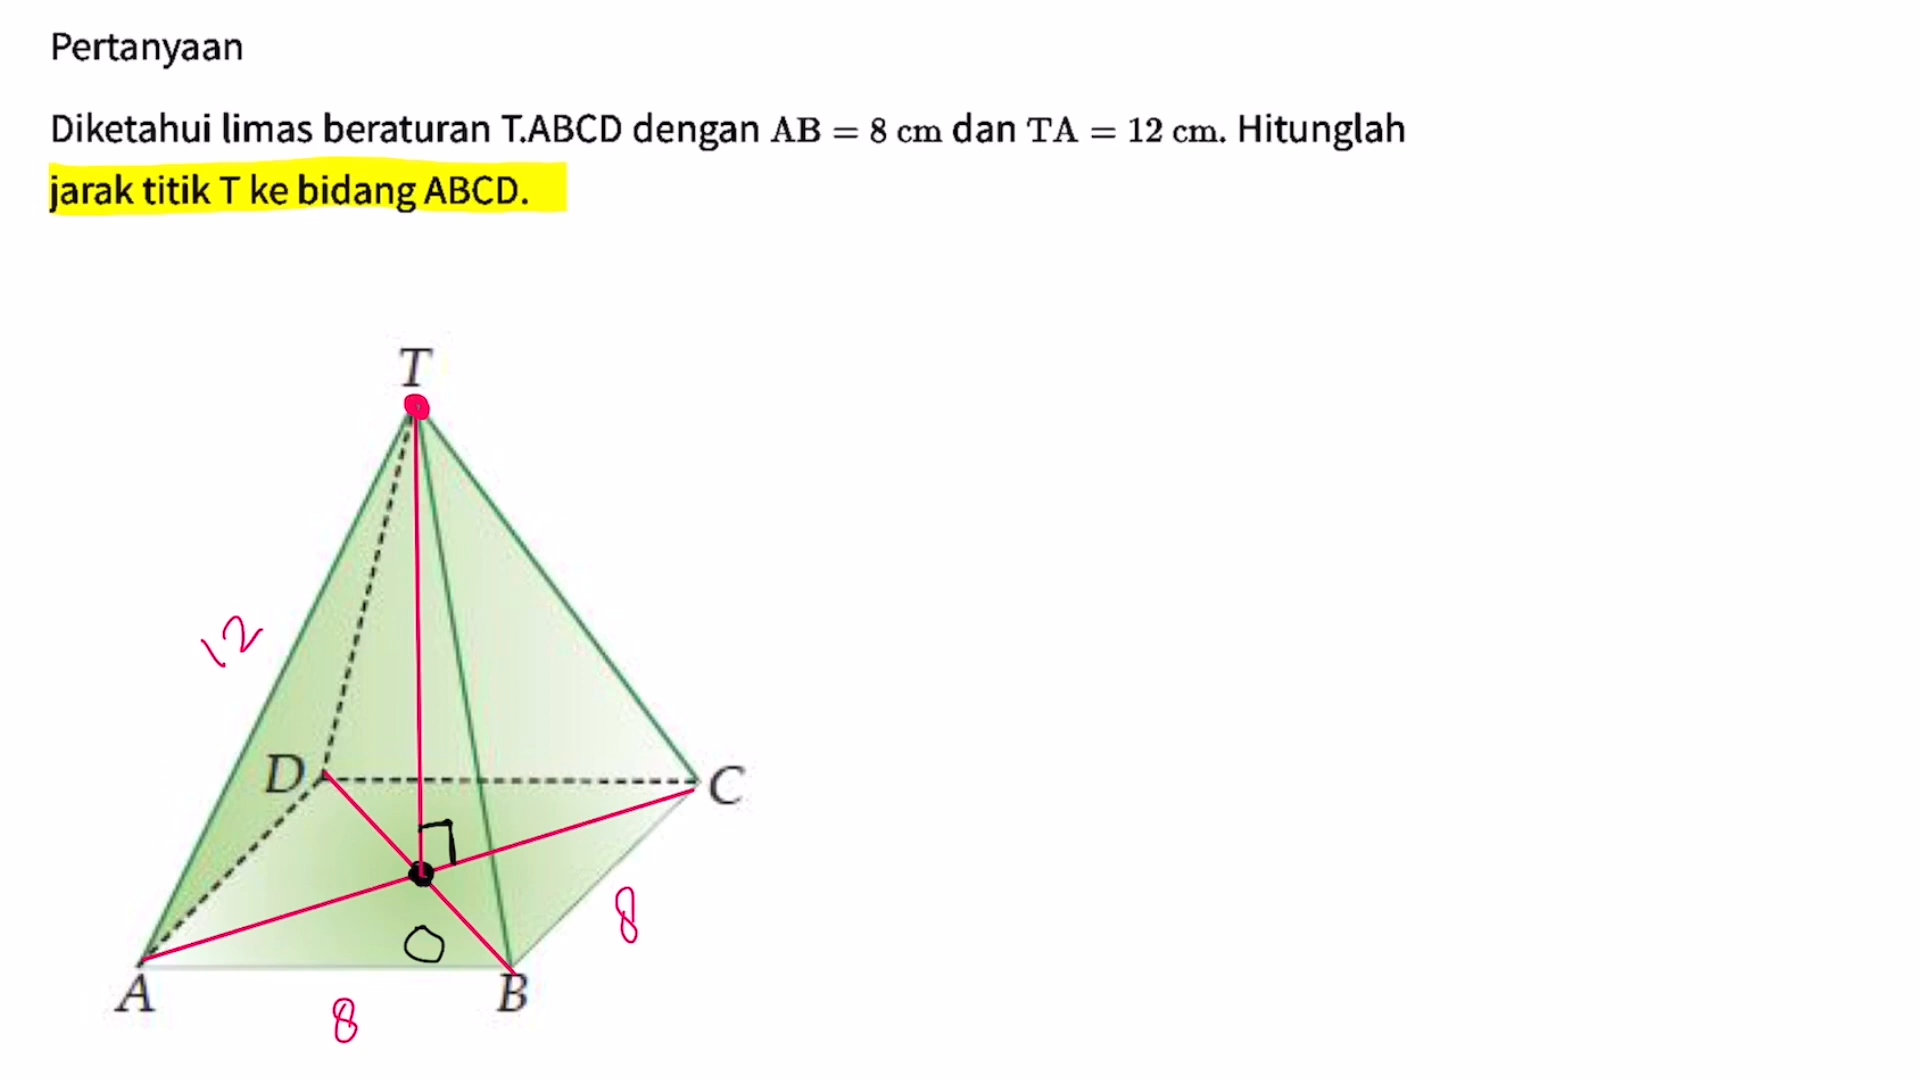 Pertanyaan
Diketahui limas beraturan T.ABCD dengan AB = 8 cm dan TA = 12 cm. Hitunglah
jarak titik T ke bidang ABCD.
T
12
D
C
8
O
A
B
8